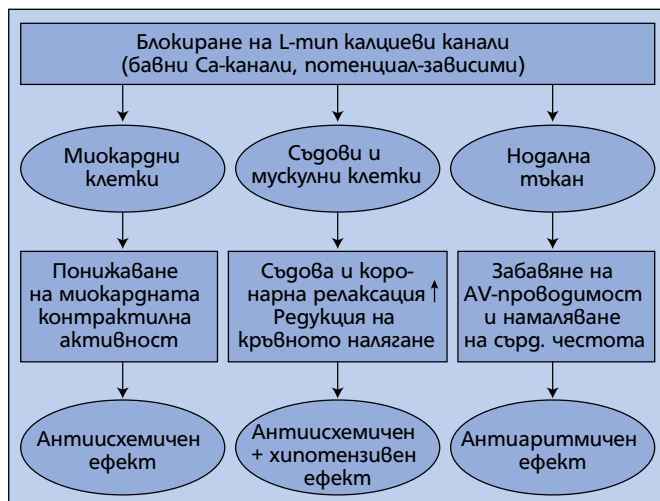 Блокиране на L-тип калциеви канали
(бавни Ca-канали, потенциал-зависими)
Миокардни
клетки
Съдови и
мускулни клетки
Нодална
тъкан
Понижаване
на миокардната
контрактилна
активност
Съдова и коро-
нарна релаксация ↑
Редукция на
кръвното налягане
Забавяне на
AV-проводимост
и намаляване
на сърд. честота
Антиисхемичен
ефект
Антиисхемичен
+ хипотензивен
ефект
Антиаритмичен
ефект